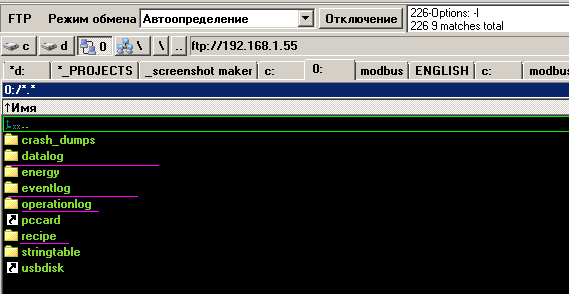 FTP Режим обмена Автоопределение Отключение 226-Options: -l
226 9 matches total
c d 0 \ \ .. ftp://192.168.1.55
*d: *_PROJECTS _screenshot maker c: 0: modbus ENGLISH c: modbus
0:/*.*
↑Имя
crash_dumps
datalog
energy
eventlog
operationlog
pccard
recipe
stringtable
usbdisk